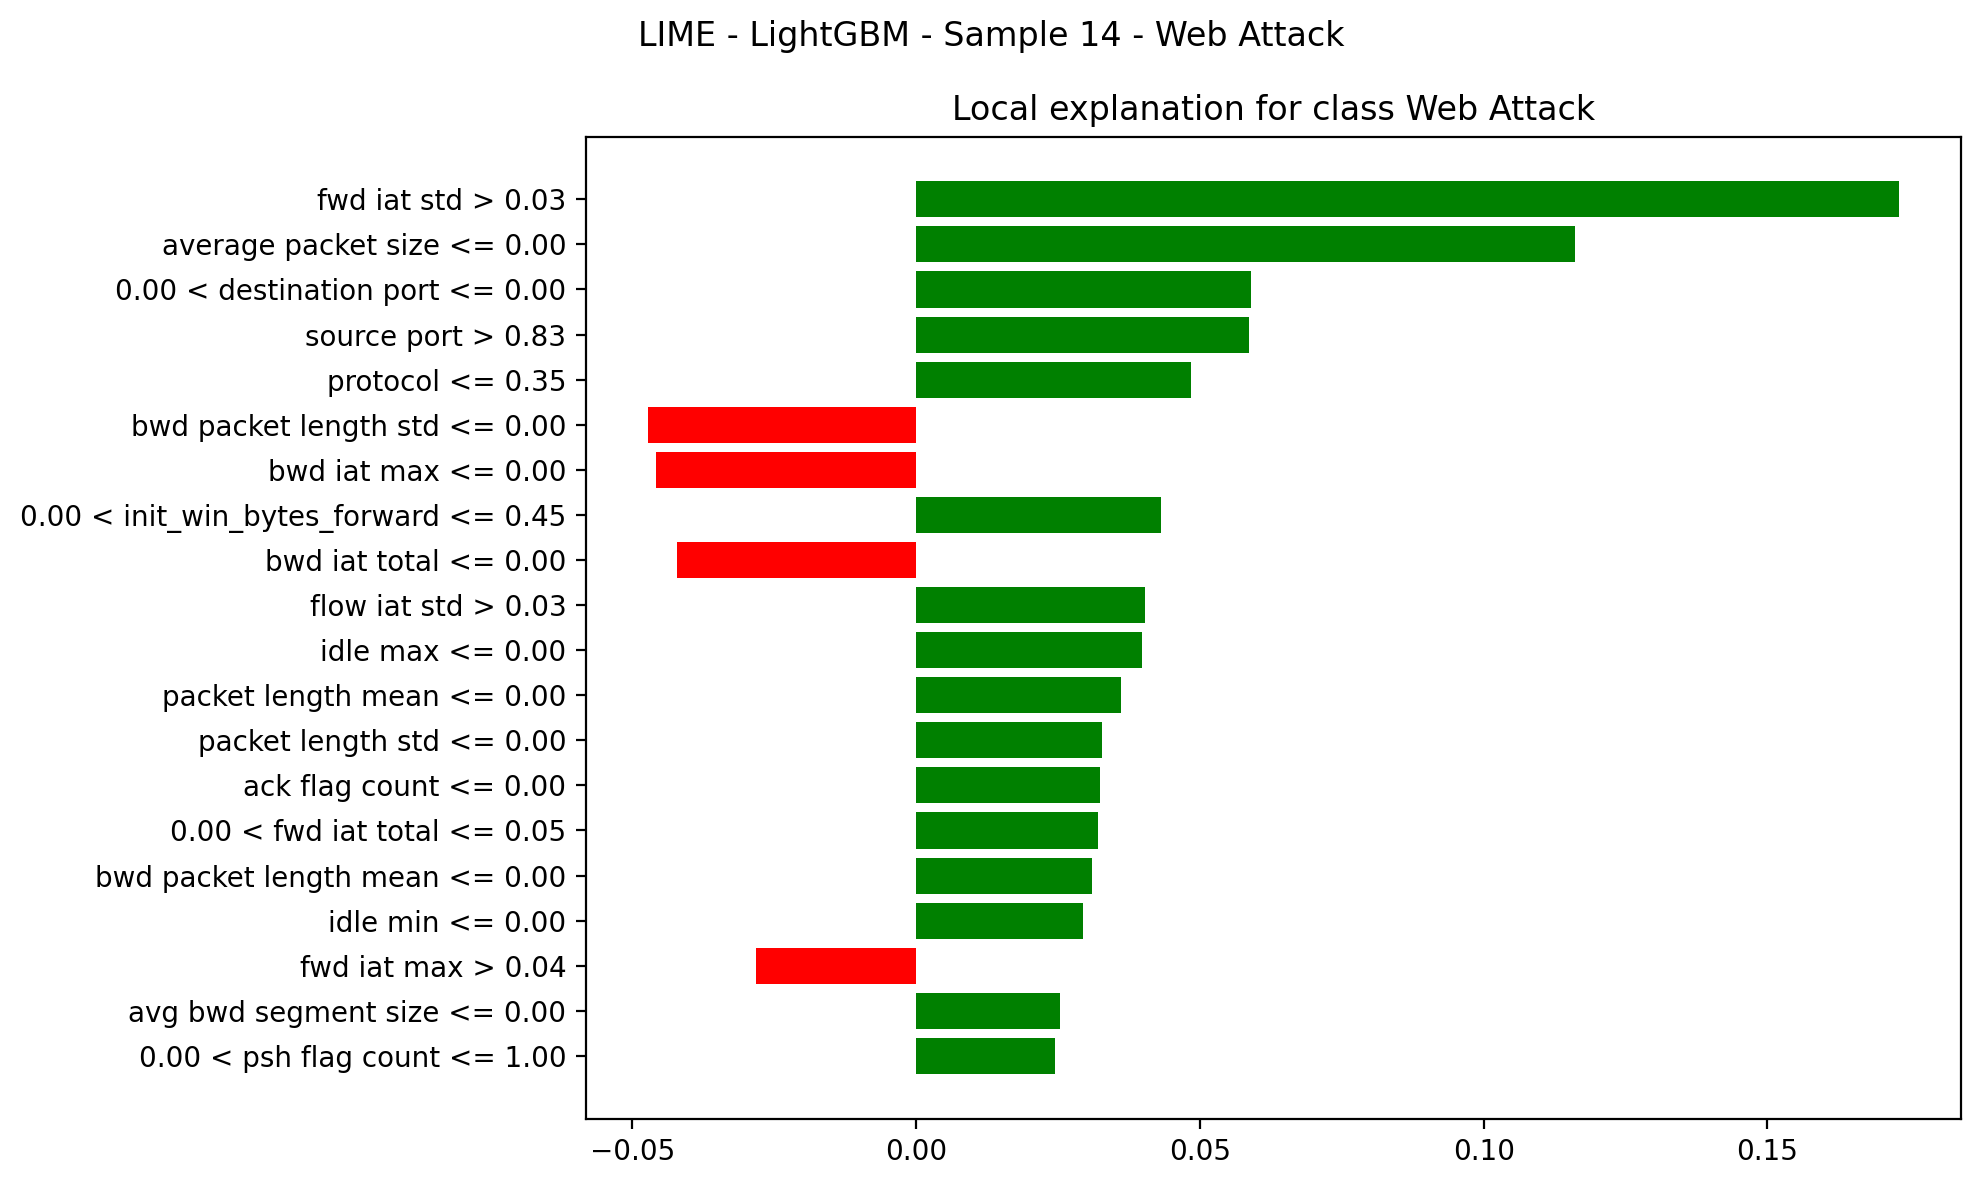 LIME - LightGBM - Sample 14 - Web Attack
Local explanation for class Web Attack
fwd iat std > 0.03
average packet size <= 0.00
0.00 < destination port <= 0.00
source port > 0.83
protocol <= 0.35
bwd packet length std <= 0.00
bwd iat max <= 0.00
0.00 < init_win_bytes_forward <= 0.45
bwd iat total <= 0.00
flow iat std > 0.03
idle max <= 0.00
packet length mean <= 0.00
packet length std <= 0.00
ack flag count <= 0.00
0.00 < fwd iat total <= 0.05
bwd packet length mean <= 0.00
idle min <= 0.00
fwd iat max > 0.04
avg bwd segment size <= 0.00
0.00 < psh flag count <= 1.00
−0.05 0.00 0.05 0.10 0.15